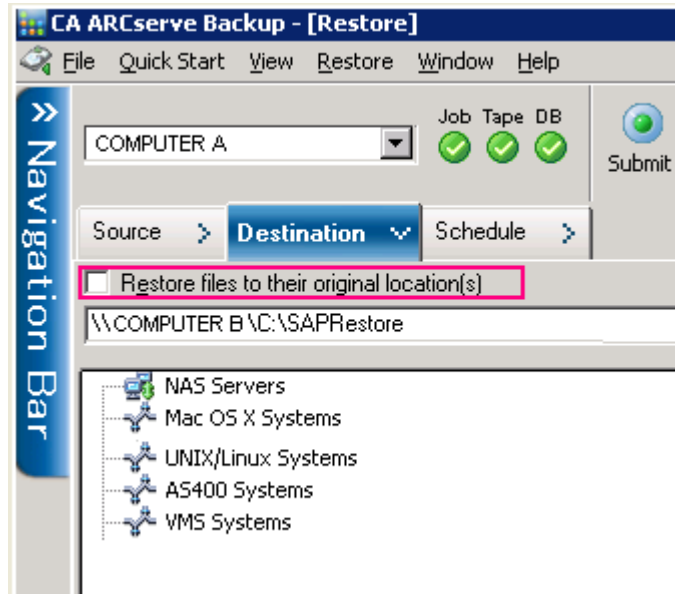 CA ARCserve Backup - [Restore]
File Quick Start View Restore Window Help
Job Tape DB
COMPUTER A
Submit
Source > Destination Schedule >
Restore files to their original location(s)
\\COMPUTER B\C:\SAPRestore
NAS Servers
Mac OS X Systems
UNIX/Linux Systems
AS400 Systems
VMS Systems
» Navigation Bar